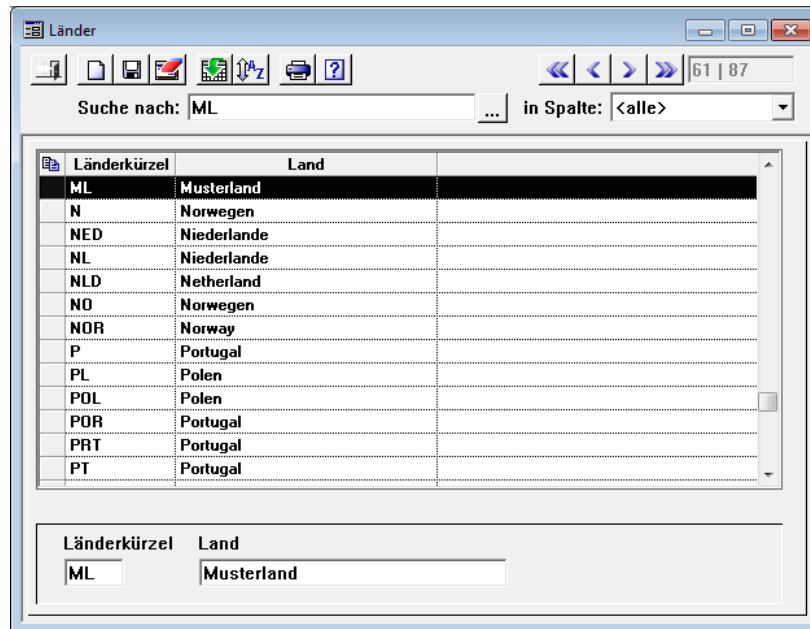 Länder
61 | 87
Suche nach: ML ... in Spalte: <alle>
Länderkürzel Land
ML Musterland
N Norwegen
NED Niederlande
NL Niederlande
NLD Netherland
NO Norwegen
NOR Norway
P Portugal
PL Polen
POL Polen
POR Portugal
PRT Portugal
PT Portugal
Länderkürzel Land
ML Musterland